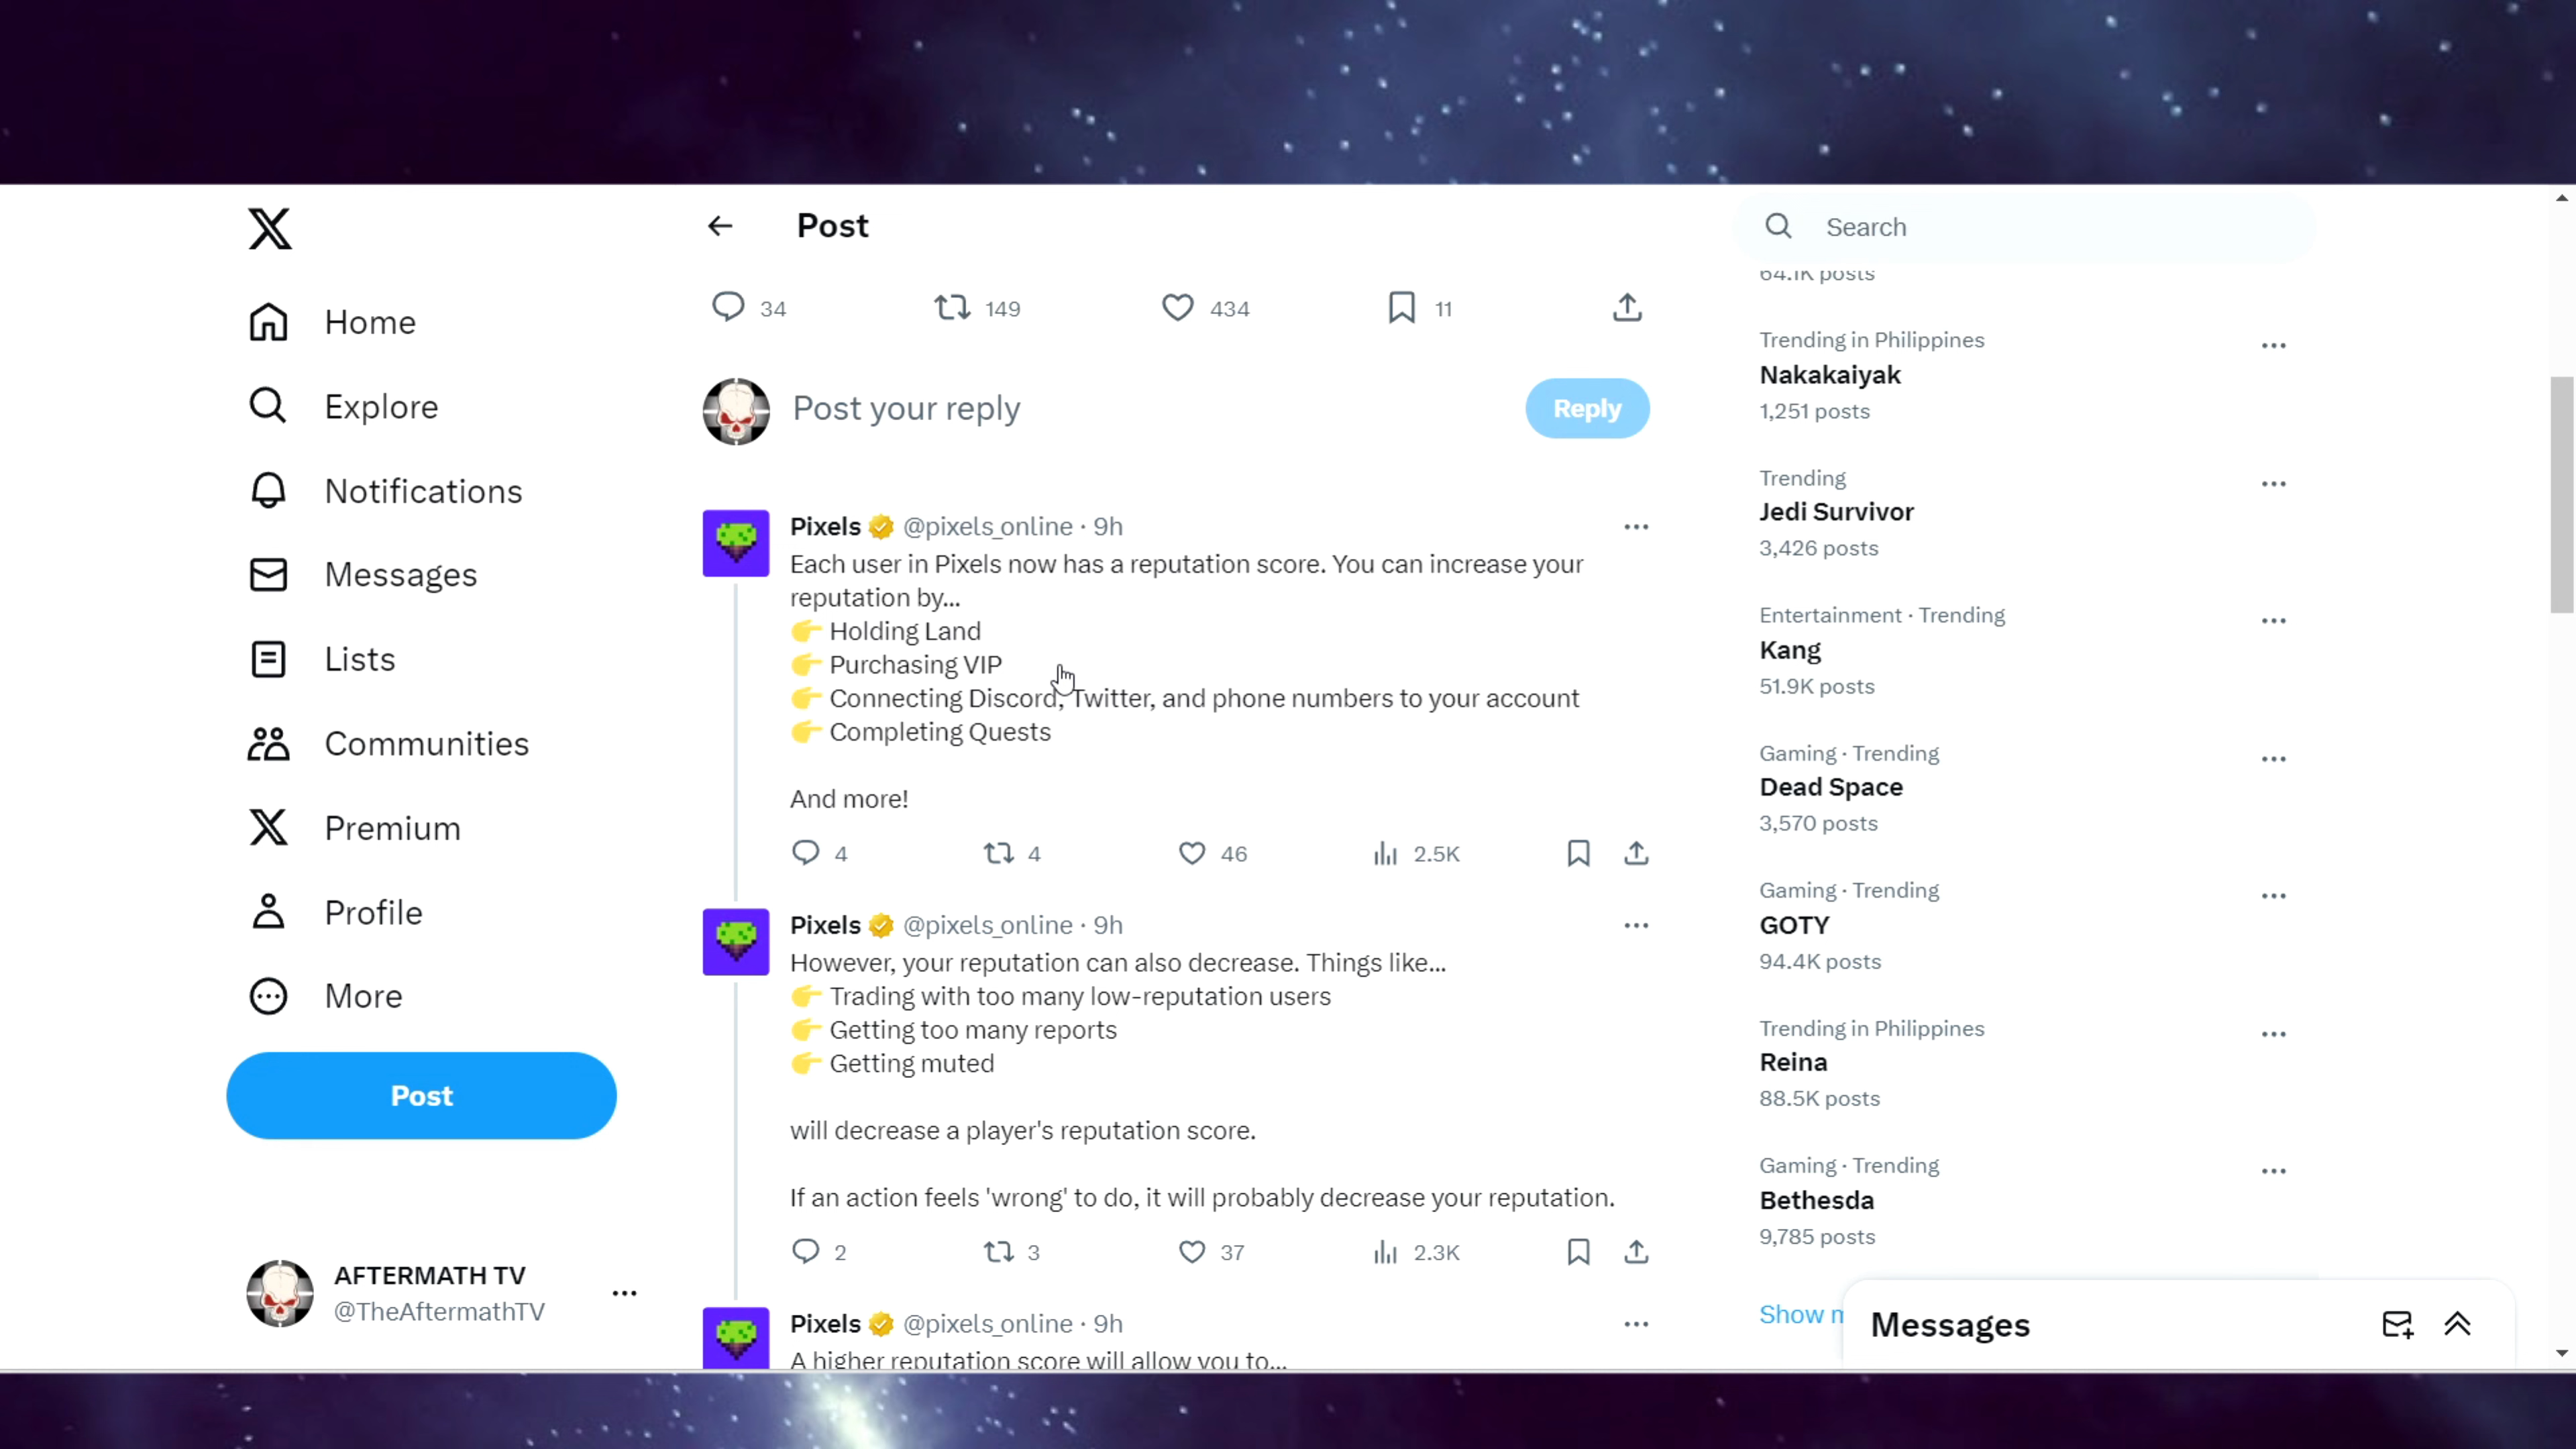 Post
Search
64.1K posts
34
149
434
11
Home
Explore
Notifications
Messages
Lists
Communities
Premium
Profile
More
Post
AFTERMATH TV
@TheAftermathTV
Post your reply
Reply
Pixels @pixels_online · 9h
Each user in Pixels now has a reputation score. You can increase your
reputation by...
👉 Holding Land
👉 Purchasing VIP
👉 Connecting Discord, Twitter, and phone numbers to your account
👉 Completing Quests
And more!
4
4
46
2.5K
Pixels @pixels_online · 9h
However, your reputation can also decrease. Things like...
👉 Trading with too many low-reputation users
👉 Getting too many reports
👉 Getting muted
will decrease a player's reputation score.
If an action feels 'wrong' to do, it will probably decrease your reputation.
2
3
37
2.3K
Pixels @pixels_online · 9h
A higher reputation score will allow you to...
Trending in Philippines
Nakakaiyak
1,251 posts
Trending
Jedi Survivor
3,426 posts
Entertainment · Trending
Kang
51.9K posts
Gaming · Trending
Dead Space
3,570 posts
Gaming · Trending
GOTY
94.4K posts
Trending in Philippines
Reina
88.5K posts
Gaming · Trending
Bethesda
9,785 posts
Show
Messages